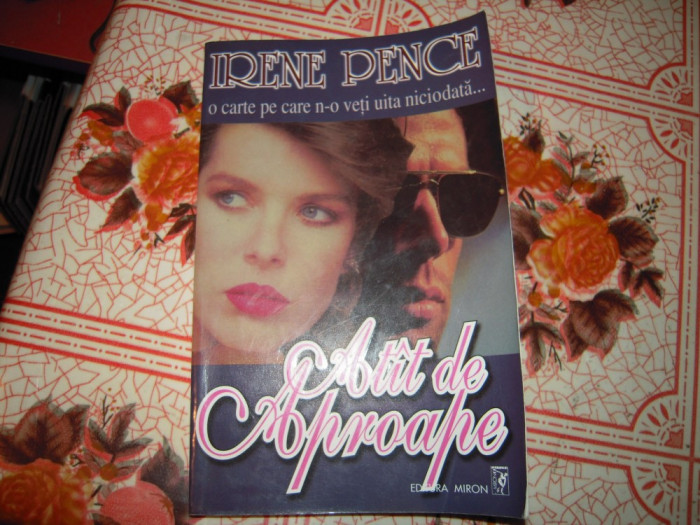 IRENE PENCE
o carte pe care n-o veți uita niciodată...
Atît de
Aproape
EDITURA MIRON